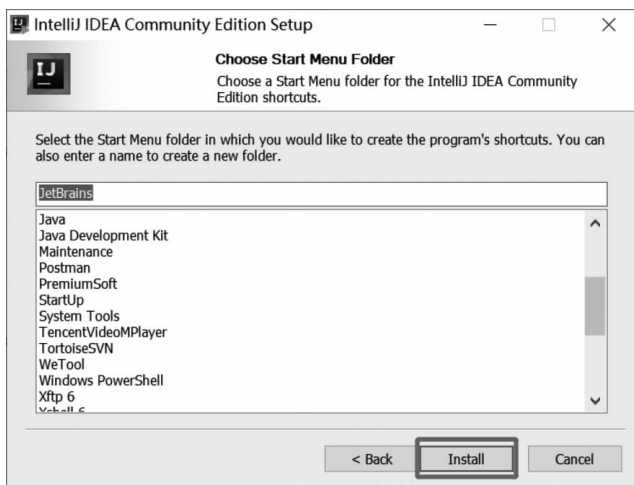 IntelliJ IDEA Community Edition Setup
IJ
Choose Start Menu Folder
Choose a Start Menu folder for the IntelliJ IDEA Community
Edition shortcuts.
Select the Start Menu folder in which you would like to create the program's shortcuts. You can
also enter a name to create a new folder.
JetBrains
Java
Java Development Kit
Maintenance
Postman
PremiumSoft
StartUp
System Tools
TencentVideoMPlayer
TortoiseSVN
WeTool
Windows PowerShell
Xftp 6
Xshell 6
< Back Install Cancel